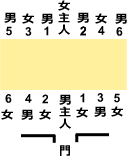 女主人
男 女 男 男 女 男
5 3 1 2 4 6
6 4 2 1 3 5
女 男 女 女 男 女
男主人
門